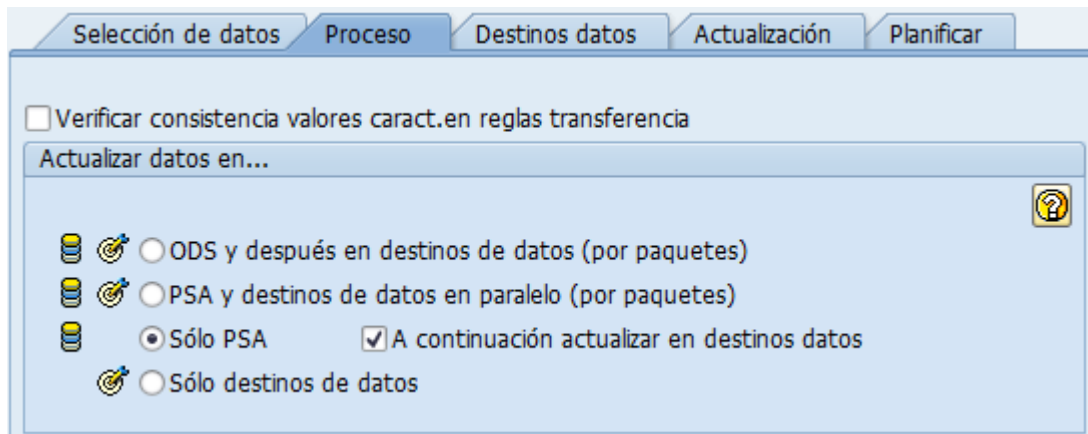 Selección de datos Proceso Destinos datos Actualización Planificar
Verificar consistencia valores caract.en reglas transferencia
Actualizar datos en...
ODS y después en destinos de datos (por paquetes)
PSA y destinos de datos en paralelo (por paquetes)
Sólo PSA A continuación actualizar en destinos datos
Sólo destinos de datos